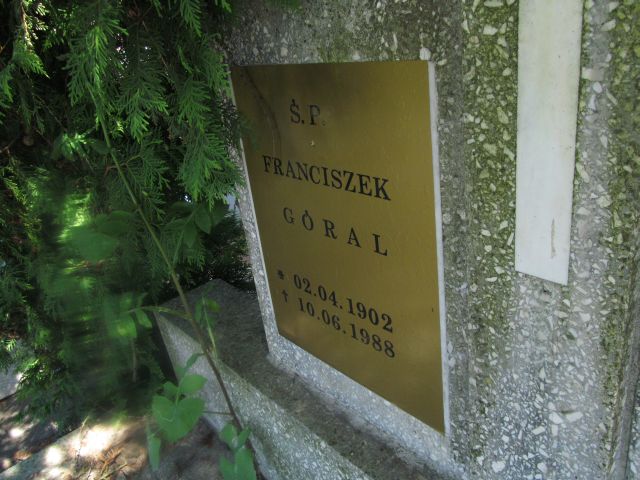 Ś.P.
FRANCISZEK
GÓRAL
* 02.04.1902
† 10.06.1988